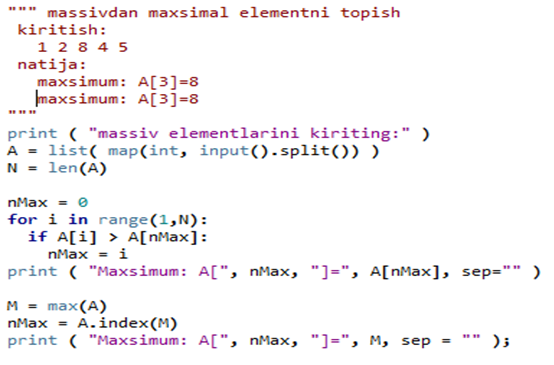 """ massivdan maxsimal elementni topish
kiritish:
1 2 8 4 5
natija:
maxsimum: A[3]=8
maxsimum: A[3]=8
"""
print ( "massiv elementlarini kiriting:" )
A = list( map(int, input().split()) )
N = len(A)
nMax = 0
for i in range(1,N):
if A[i] > A[nMax]:
nMax = i
print ( "Maxsimum: A[", nMax, "]=", A[nMax], sep="" )
M = max(A)
nMax = A.index(M)
print ( "Maxsimum: A[", nMax, "]=", M, sep = "" );